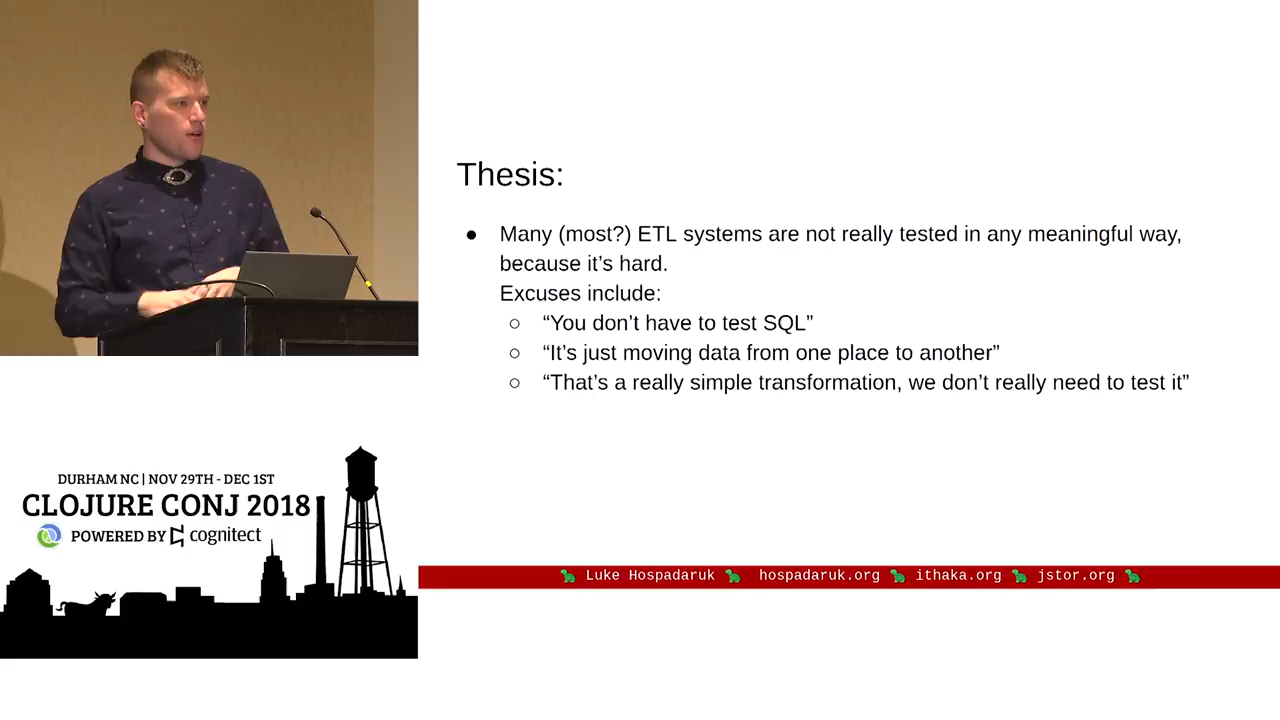 Thesis:
● Many (most?) ETL systems are not really tested in any meaningful way,
because it’s hard.
Excuses include:
○ “You don’t have to test SQL”
○ “It’s just moving data from one place to another”
○ “That’s a really simple transformation, we don’t really need to test it”
DURHAM NC | NOV 29TH - DEC 1ST
CLOJURE CONJ 2018
POWERED BY cognitect
🦕 Luke Hospadaruk 🦕 hospadaruk.org 🦕 ithaka.org 🦕 jstor.org 🦕